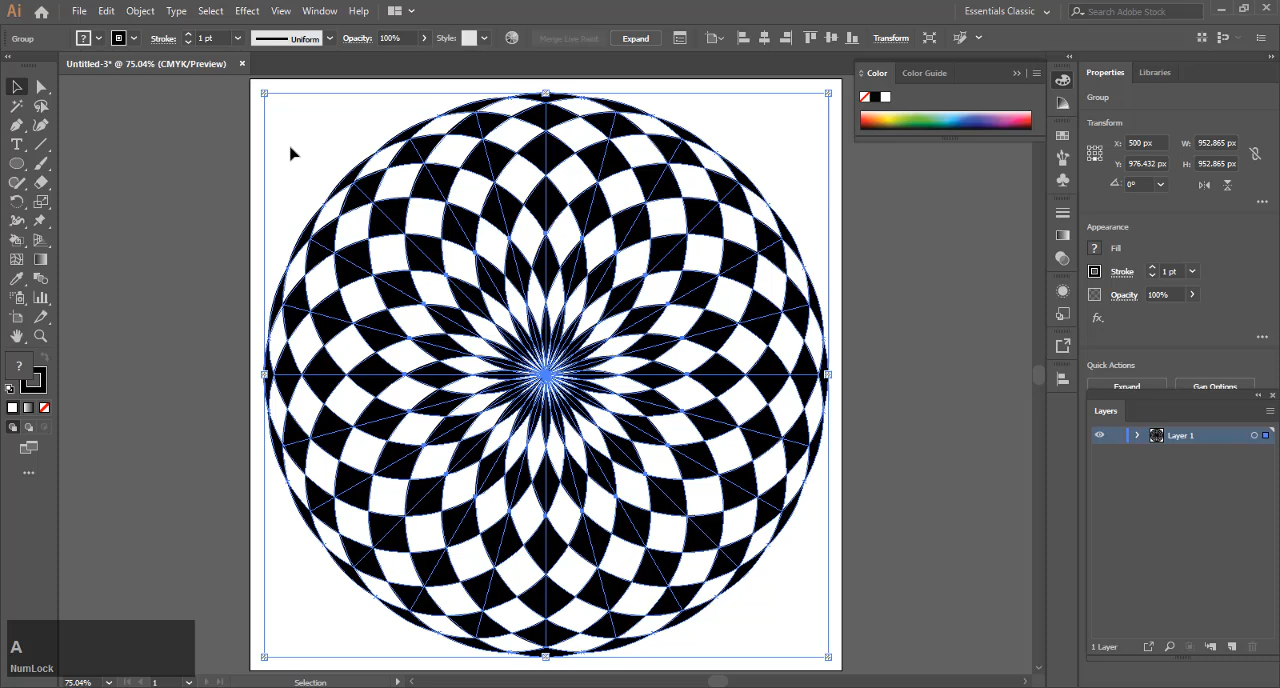 Ai File Edit Object Type Select Effect View Window Help Essentials Classic Search Adobe Stock
Group ? Stroke: 1 pt Uniform Opacity: 100% Style: Merge Live Paint Expand Transform
Untitled-3* @ 75.04% (CMYK/Preview) ×
Color Color Guide
Properties Libraries
Group
Transform
X: 500 px W: 952.865 px
Y: 976.432 px H: 952.865 px
0°
Appearance
? Fill
Stroke 1 pt
Opacity 100%
fx.
Quick Actions
Expand Gap Options
Layers
Layer 1
?
A
NumLock
1 Layer
75.04% 1 Selection